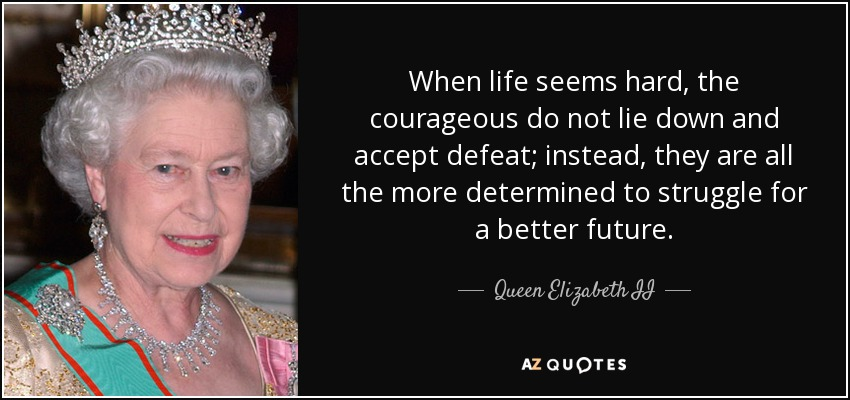 When life seems hard, the
courageous do not lie down and
accept defeat; instead, they are all
the more determined to struggle for
a better future.
Queen Elizabeth II
AZ QUOTES